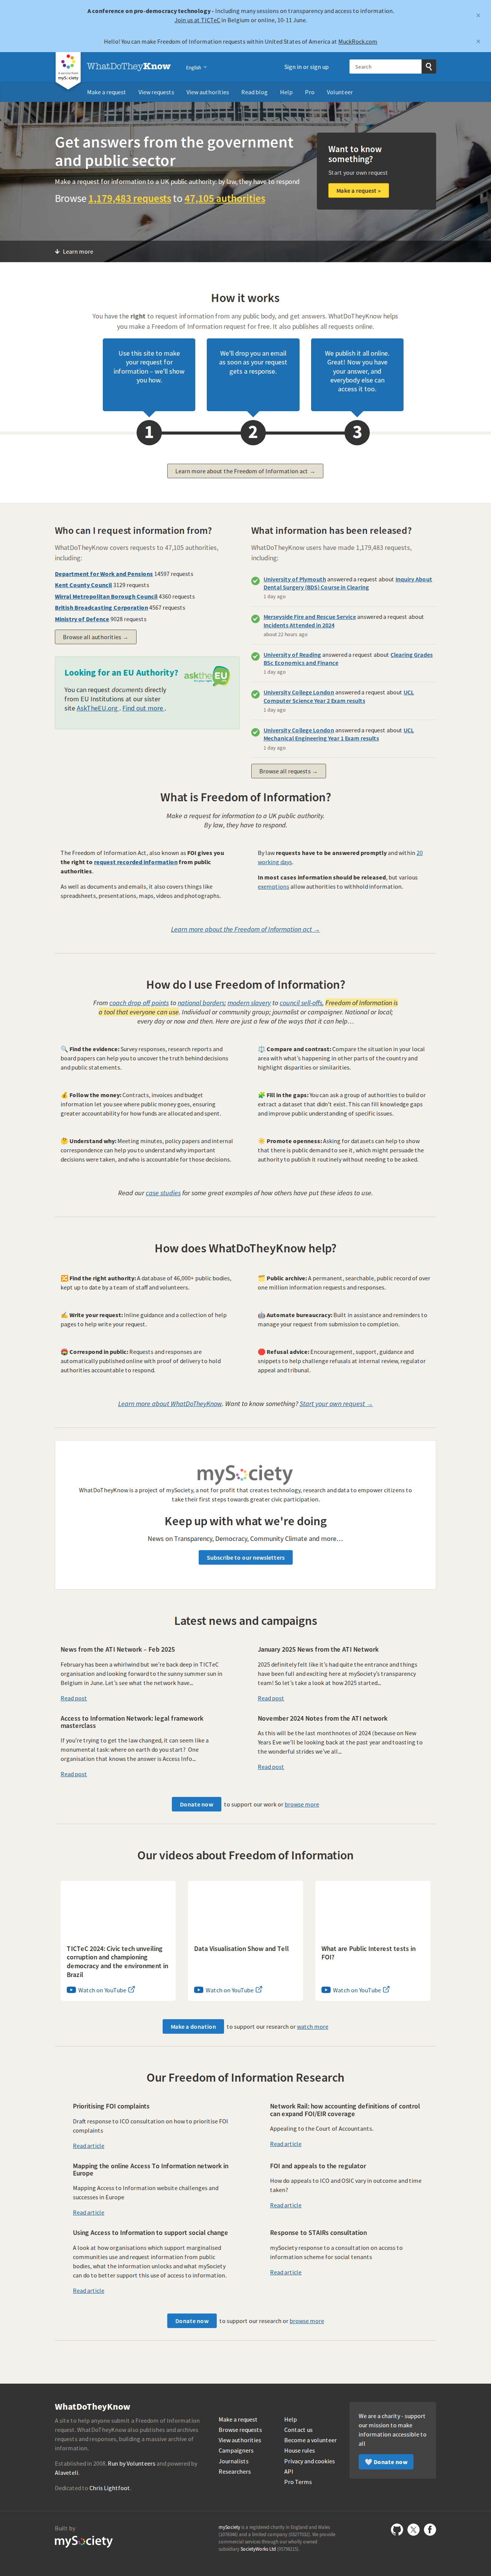 A conference on pro-democracy technology - Including many sessions on transparency and access to information.
Join us at TICTeC in Belgium or online, 10-11 June.
×
Hello! You can make Freedom of Information requests within United States of America at MuckRock.com
×
A service from
mySociety
WhatDoTheyKnow
English
Sign in or sign up
Search
Make a request
View requests
View authorities
Read blog
Help
Pro
Volunteer
Get answers from the government
and public sector
Make a request for information to a UK public authority: by law, they have to respond
Browse 1,179,483 requests to 47,105 authorities
Want to know
something?
Start your own request
Make a request »
↓ Learn more
How it works
You have the right to request information from any public body, and get answers. WhatDoTheyKnow helps
you make a Freedom of Information request for free. It also publishes all requests online.
Use this site to make
your request for
information – we'll show
you how.
We'll drop you an email
as soon as your request
gets a response.
We publish it all online.
Great! Now you have
your answer, and
everybody else can
access it too.
1
2
3
Learn more about the Freedom of Information act →
Who can I request information from?
WhatDoTheyKnow covers requests to 47,105 authorities,
including:
Department for Work and Pensions 14597 requests
Kent County Council 3129 requests
Wirral Metropolitan Borough Council 4360 requests
British Broadcasting Corporation 4567 requests
Ministry of Defence 9028 requests
Browse all authorities →
Looking for an EU Authority?
You can request documents directly
from EU Institutions at our sister
site AskTheEU.org . Find out more .
asktheEU
What information has been released?
WhatDoTheyKnow users have made 1,179,483 requests,
including:
University of Plymouth answered a request about Inquiry About
Dental Surgery (BDS) Course in Clearing
1 day ago
Merseyside Fire and Rescue Service answered a request about
Incidents Attended in 2024
about 22 hours ago
University of Reading answered a request about Clearing Grades
BSc Economics and Finance
1 day ago
University College London answered a request about UCL
Computer Science Year 2 Exam results
1 day ago
University College London answered a request about UCL
Mechanical Engineering Year 1 Exam results
1 day ago
Browse all requests →
What is Freedom of Information?
Make a request for information to a UK public authority.
By law, they have to respond.
The Freedom of Information Act, also known as FOI gives you
the right to request recorded information from public
authorities.
As well as documents and emails, it also covers things like
spreadsheets, presentations, maps, videos and photographs.
By law requests have to be answered promptly and within 20
working days.
In most cases information should be released, but various
exemptions allow authorities to withhold information.
Learn more about the Freedom of Information act →
How do I use Freedom of Information?
From coach drop off points to national borders; modern slavery to council sell-offs, Freedom of Information is
a tool that everyone can use. Individual or community group; journalist or campaigner. National or local;
every day or now and then. Here are just a few of the ways that it can help…
🔍 Find the evidence: Survey responses, research reports and
board papers can help you to uncover the truth behind decisions
and public statements.
⚖️ Compare and contrast: Compare the situation in your local
area with what's happening in other parts of the country and
highlight disparities or similarities.
💰 Follow the money: Contracts, invoices and budget
information let you see where public money goes, ensuring
greater accountability for how funds are allocated and spent.
🧩 Fill in the gaps: You can ask a group of authorities to build or
extract a dataset that didn't exist. This can fill knowledge gaps
and improve public understanding of specific issues.
🤔 Understand why: Meeting minutes, policy papers and internal
correspondence can help you to understand why important
decisions were taken, and who is accountable for those decisions.
☀️ Promote openness: Asking for datasets can help to show
that there is public demand to see it, which might persuade the
authority to publish it routinely without needing to be asked.
Read our case studies for some great examples of how others have put these ideas to use.
How does WhatDoTheyKnow help?
🔀 Find the right authority: A database of 46,000+ public bodies,
kept up to date by a team of staff and volunteers.
🗂️ Public archive: A permanent, searchable, public record of over
one million information requests and responses.
✍️ Write your request: Inline guidance and a collection of help
pages to help write your request.
🤖 Automate bureaucracy: Built in assistance and reminders to
manage your request from submission to completion.
📮 Correspond in public: Requests and responses are
automatically published online with proof of delivery to hold
authorities accountable to respond.
🛑 Refusal advice: Encouragement, support, guidance and
snippets to help challenge refusals at internal review, regulator
appeal and tribunal.
Learn more about WhatDoTheyKnow. Want to know something? Start your own request →
mySociety
WhatDoTheyKnow is a project of mySociety, a not for profit that creates technology, research and data to empower citizens to
take their first steps towards greater civic participation.
Keep up with what we're doing
News on Transparency, Democracy, Community Climate and more…
Subscribe to our newsletters
Latest news and campaigns
News from the ATI Network – Feb 2025
February has been a whirlwind but we're back deep in TICTeC
organisation and looking forward to the sunny summer sun in
Belgium in June. Let's see what the network have...
Read post
January 2025 News from the ATI Network
2025 definitely felt like it's had quite the entrance and things
have been full and exciting here at mySociety's transparency
team! So let's take a look at how 2025 started...
Read post
Access to Information Network: legal framework
masterclass
If you're trying to get the law changed, it can seem like a
monumental task: where on earth do you start?  One
organisation that knows the answer is Access Info...
Read post
November 2024 Notes from the ATI network
As this will be the last monthnotes of 2024 (because on New
Years Eve we'll be looking back at the past year and toasting to
the wonderful strides we've all...
Read post
Donate now to support our work or browse more
Our videos about Freedom of Information
TICTeC 2024: Civic tech unveiling
corruption and championing
democracy and the environment in
Brazil
Watch on YouTube
Data Visualisation Show and Tell
Watch on YouTube
What are Public Interest tests in
FOI?
Watch on YouTube
Make a donation to support our research or watch more
Our Freedom of Information Research
Prioritising FOI complaints
Draft response to ICO consultation on how to prioritise FOI
complaints
Read article
Network Rail: how accounting definitions of control
can expand FOI/EIR coverage
Appealing to the Court of Accountants.
Read article
Mapping the online Access To Information network in
Europe
Mapping Access to Information website challenges and
successes in Europe
Read article
FOI and appeals to the regulator
How do appeals to ICO and OSIC vary in outcome and time
taken?
Read article
Using Access to Information to support social change
A look at how organisations which support marginalised
communities use and request information from public
bodies, what the information unlocks and what mySociety
can do to better support this use of access to information.
Read article
Response to STAIRs consultation
mySociety response to a consultation on access to
information scheme for social tenants
Read article
Donate now to support our research or browse more
WhatDoTheyKnow
A site to help anyone submit a Freedom of Information
request. WhatDoTheyKnow also publishes and archives
requests and responses, building a massive archive of
information.
Established in 2008. Run by Volunteers and powered by
Alaveteli.
Dedicated to Chris Lightfoot.
Make a request
Browse requests
View authorities
Campaigners
Journalists
Researchers
Help
Contact us
Become a volunteer
House rules
Privacy and cookies
API
Pro Terms
We are a charity - support
our mission to make
information accessible to
all
🤍 Donate now
Built by
mySociety
mySociety is a registered charity in England and Wales
(1076346) and a limited company (03277032). We provide
commercial services through our wholly owned
subsidiary SocietyWorks Ltd (05798215).